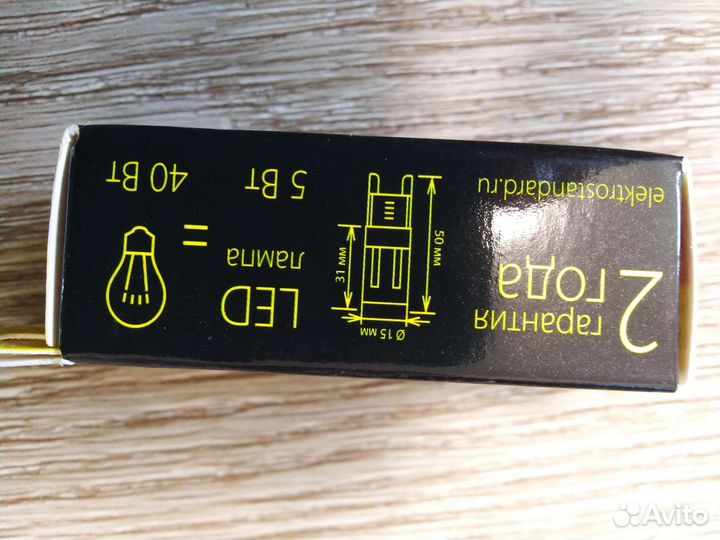 2
гарантия
года
elektrostandard.ru
Ø 15 мм
31 мм
50 мм
LED
лампа
5 Вт
=
40 Вт
Avito